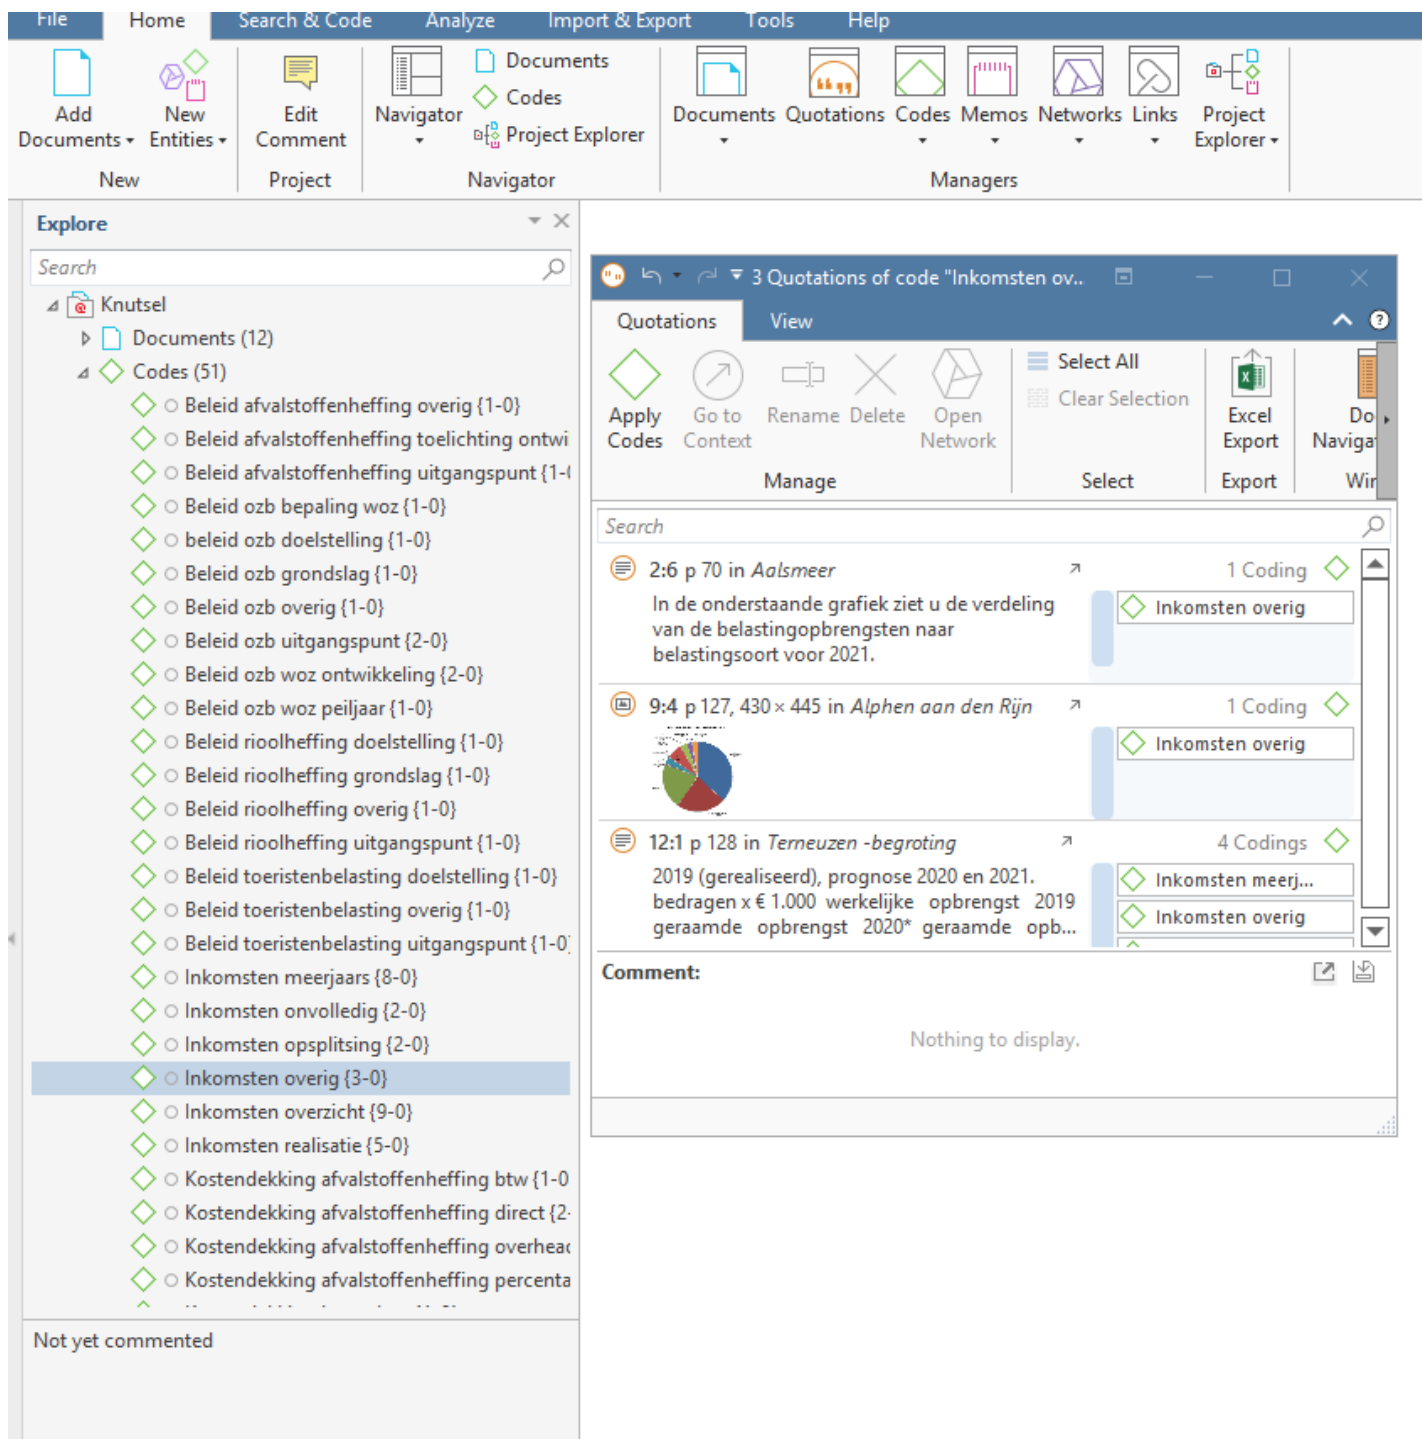 File Home Search & Code Analyze Import & Export Tools Help
Add Documents
New Entities
New
Edit Comment
Project
Navigator
Documents
Codes
Project Explorer
Navigator
Documents Quotations Codes Memos Networks Links Project Explorer
Managers
Explore
Search
Knutsel
Documents (12)
Codes (51)
Beleid afvalstoffenheffing overig {1-0}
Beleid afvalstoffenheffing toelichting ontwi
Beleid afvalstoffenheffing uitgangspunt {1-(
Beleid ozb bepaling woz {1-0}
beleid ozb doelstelling {1-0}
Beleid ozb grondslag {1-0}
Beleid ozb overig {1-0}
Beleid ozb uitgangspunt {2-0}
Beleid ozb woz ontwikkeling {2-0}
Beleid ozb woz peiljaar {1-0}
Beleid rioolheffing doelstelling {1-0}
Beleid rioolheffing grondslag {1-0}
Beleid rioolheffing overig {1-0}
Beleid rioolheffing uitgangspunt {1-0}
Beleid toeristenbelasting doelstelling {1-0}
Beleid toeristenbelasting overig {1-0}
Beleid toeristenbelasting uitgangspunt {1-0}
Inkomsten meerjaars {8-0}
Inkomsten onvolledig {2-0}
Inkomsten opsplitsing {2-0}
Inkomsten overig {3-0}
Inkomsten overzicht {9-0}
Inkomsten realisatie {5-0}
Kostendekking afvalstoffenheffing btw {1-0
Kostendekking afvalstoffenheffing direct {2-
Kostendekking afvalstoffenheffing overheac
Kostendekking afvalstoffenheffing percenta
Not yet commented
3 Quotations of code "Inkomsten ov..
Quotations View
Apply Codes
Go to Context
Rename Delete
Open Network
Manage
Select All
Clear Selection
Select
Excel Export
Export
Do
Naviga
Wir
Search
2:6 p 70 in Aalsmeer
1 Coding
In de onderstaande grafiek ziet u de verdeling
van de belastingopbrengsten naar
belastingsoort voor 2021.
Inkomsten overig
9:4 p 127, 430 × 445 in Alphen aan den Rijn
1 Coding
Inkomsten overig
12:1 p 128 in Terneuzen -begroting
4 Codings
2019 (gerealiseerd), prognose 2020 en 2021.
bedragen x € 1.000 werkelijke opbrengst 2019
geraamde opbrengst 2020* geraamde opb...
Inkomsten meerj...
Inkomsten overig
Comment:
Nothing to display.